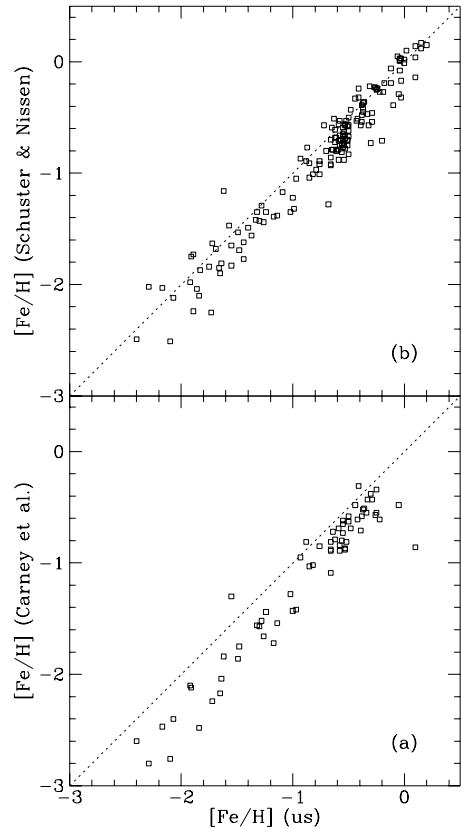 0
−1
−2
−3
[Fe/H] (Schuster & Nissen)
(b)
0
−1
−2
−3
[Fe/H] (Carney et al.)
(a)
−3 −2 −1 0
[Fe/H] (us)